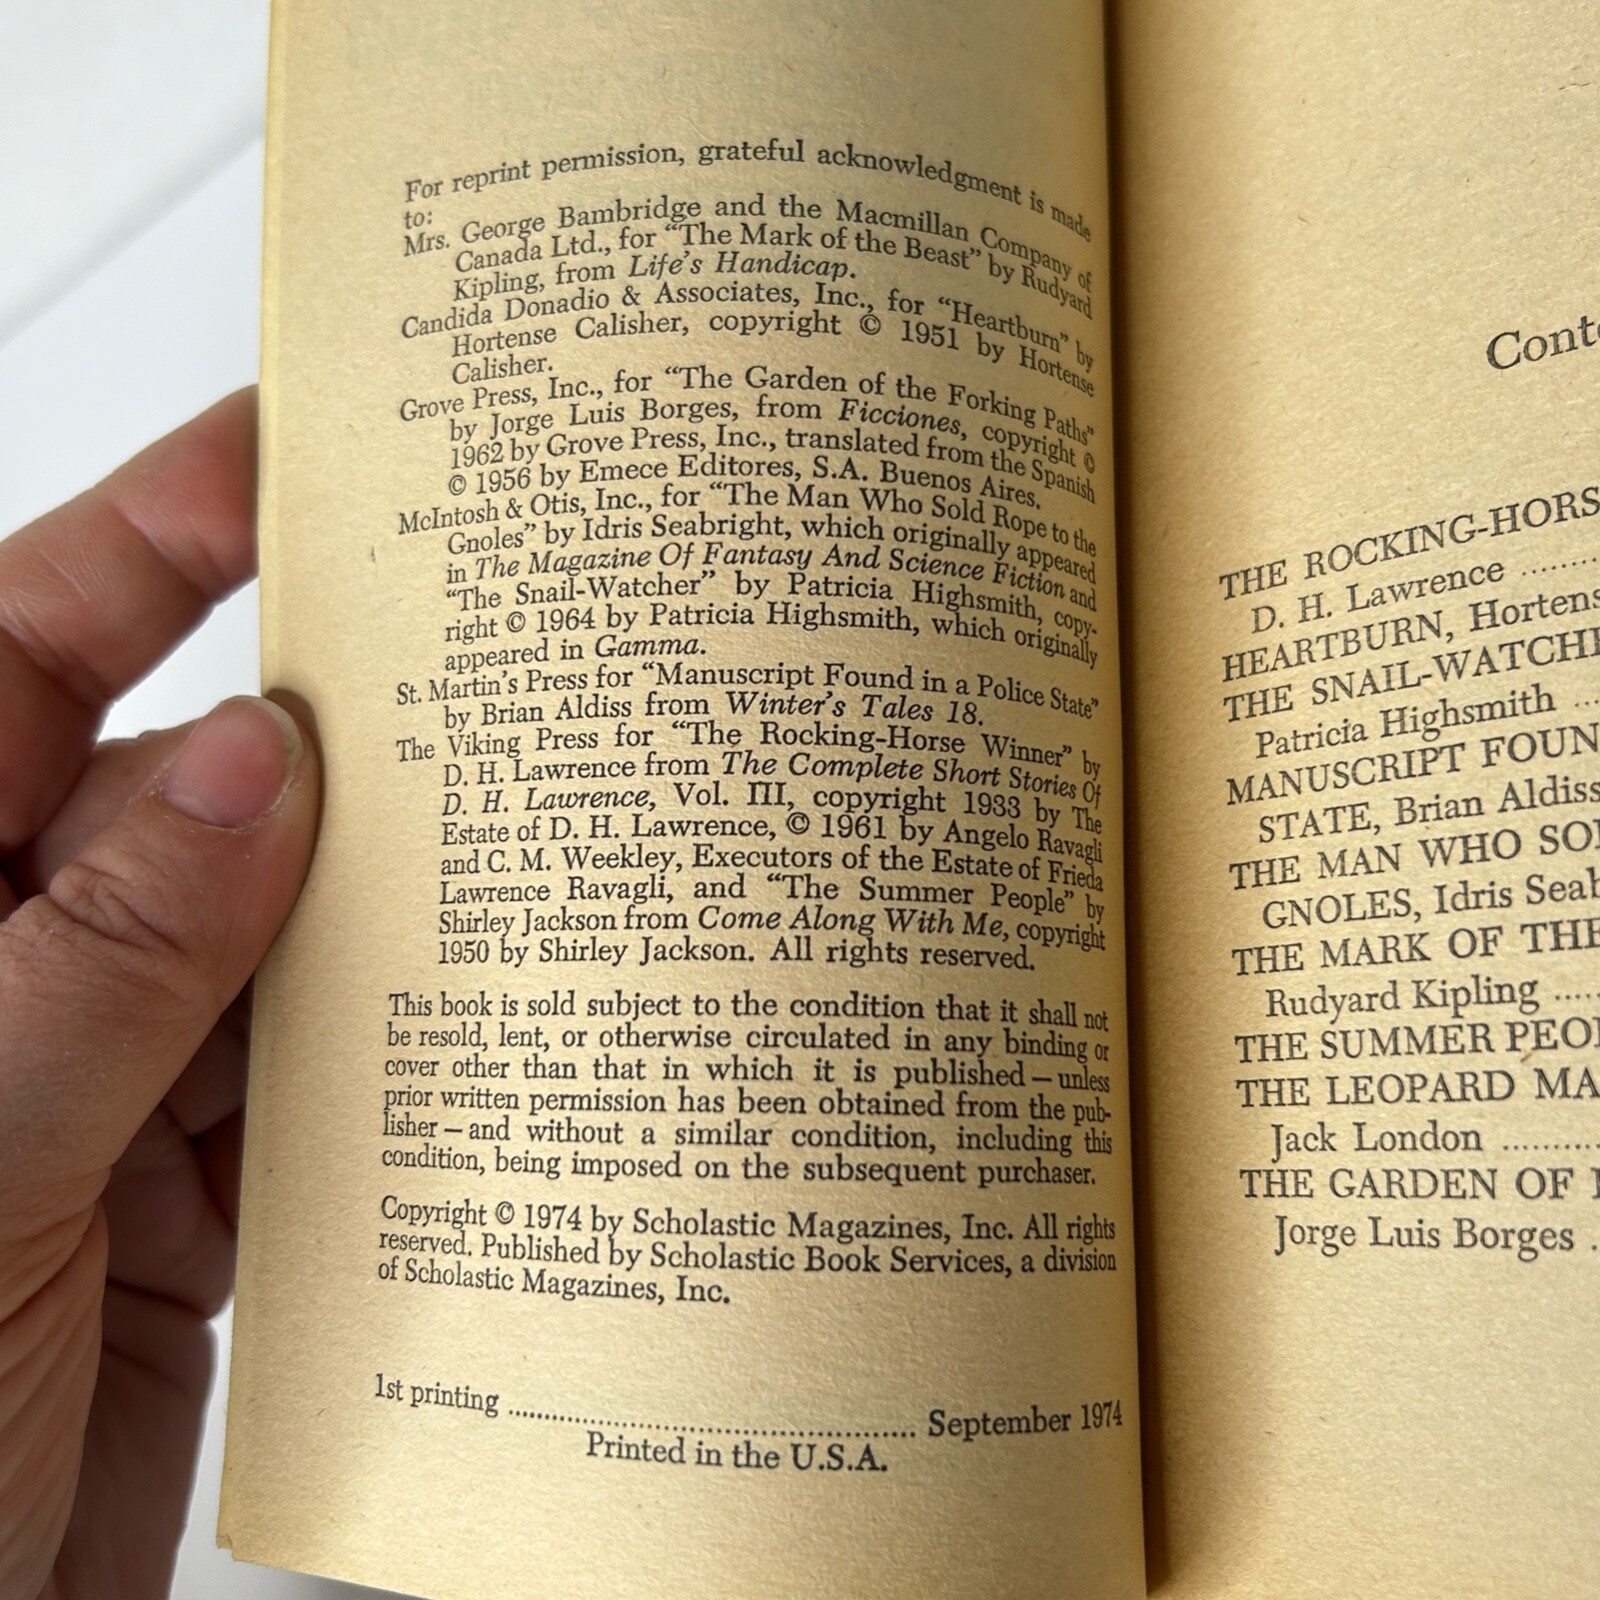 For reprint permission, grateful acknowledgment is made
to:
Mrs. George Bambridge and the Macmillan Company of
Canada Ltd., for "The Mark of the Beast" by Rudyard
Kipling, from Life's Handicap.
Candida Donadio & Associates, Inc., for "Heartburn" by
Hortense Calisher, copyright © 1951 by Hortense
Calisher.
Grove Press, Inc., for "The Garden of the Forking Paths"
by Jorge Luis Borges, from Ficciones, copyright ©
1962 by Grove Press, Inc., translated from the Spanish
© 1956 by Emece Editores, S.A. Buenos Aires.
McIntosh & Otis, Inc., for "The Man Who Sold Rope to the
Gnoles" by Idris Seabright, which originally appeared
in The Magazine Of Fantasy And Science Fiction and
"The Snail-Watcher" by Patricia Highsmith, copy-
right © 1964 by Patricia Highsmith, which originally
appeared in Gamma.
St. Martin's Press for "Manuscript Found in a Police State"
by Brian Aldiss from Winter's Tales 18.
The Viking Press for "The Rocking-Horse Winner" by
D. H. Lawrence from The Complete Short Stories Of
D. H. Lawrence, Vol. III, copyright 1933 by The
Estate of D. H. Lawrence, © 1961 by Angelo Ravagli
and C. M. Weekley, Executors of the Estate of Frieda
Lawrence Ravagli, and "The Summer People" by
Shirley Jackson from Come Along With Me, copyright
1950 by Shirley Jackson. All rights reserved.
This book is sold subject to the condition that it shall not
be resold, lent, or otherwise circulated in any binding or
cover other than that in which it is published — unless
prior written permission has been obtained from the pub-
lisher — and without a similar condition, including this
condition, being imposed on the subsequent purchaser.
Copyright © 1974 by Scholastic Magazines, Inc. All rights
reserved. Published by Scholastic Book Services, a division
of Scholastic Magazines, Inc.
1st printing .......... September 1974
Printed in the U.S.A.
Conte
THE ROCKING-HORS
D. H. Lawrence ........
HEARTBURN, Hortens
THE SNAIL-WATCHE
Patricia Highsmith ...
MANUSCRIPT FOUN
STATE, Brian Aldiss
THE MAN WHO SO
GNOLES, Idris Seab
THE MARK OF THE
Rudyard Kipling .....
THE SUMMER PEO
THE LEOPARD MA
Jack London ..........
THE GARDEN OF
Jorge Luis Borges .